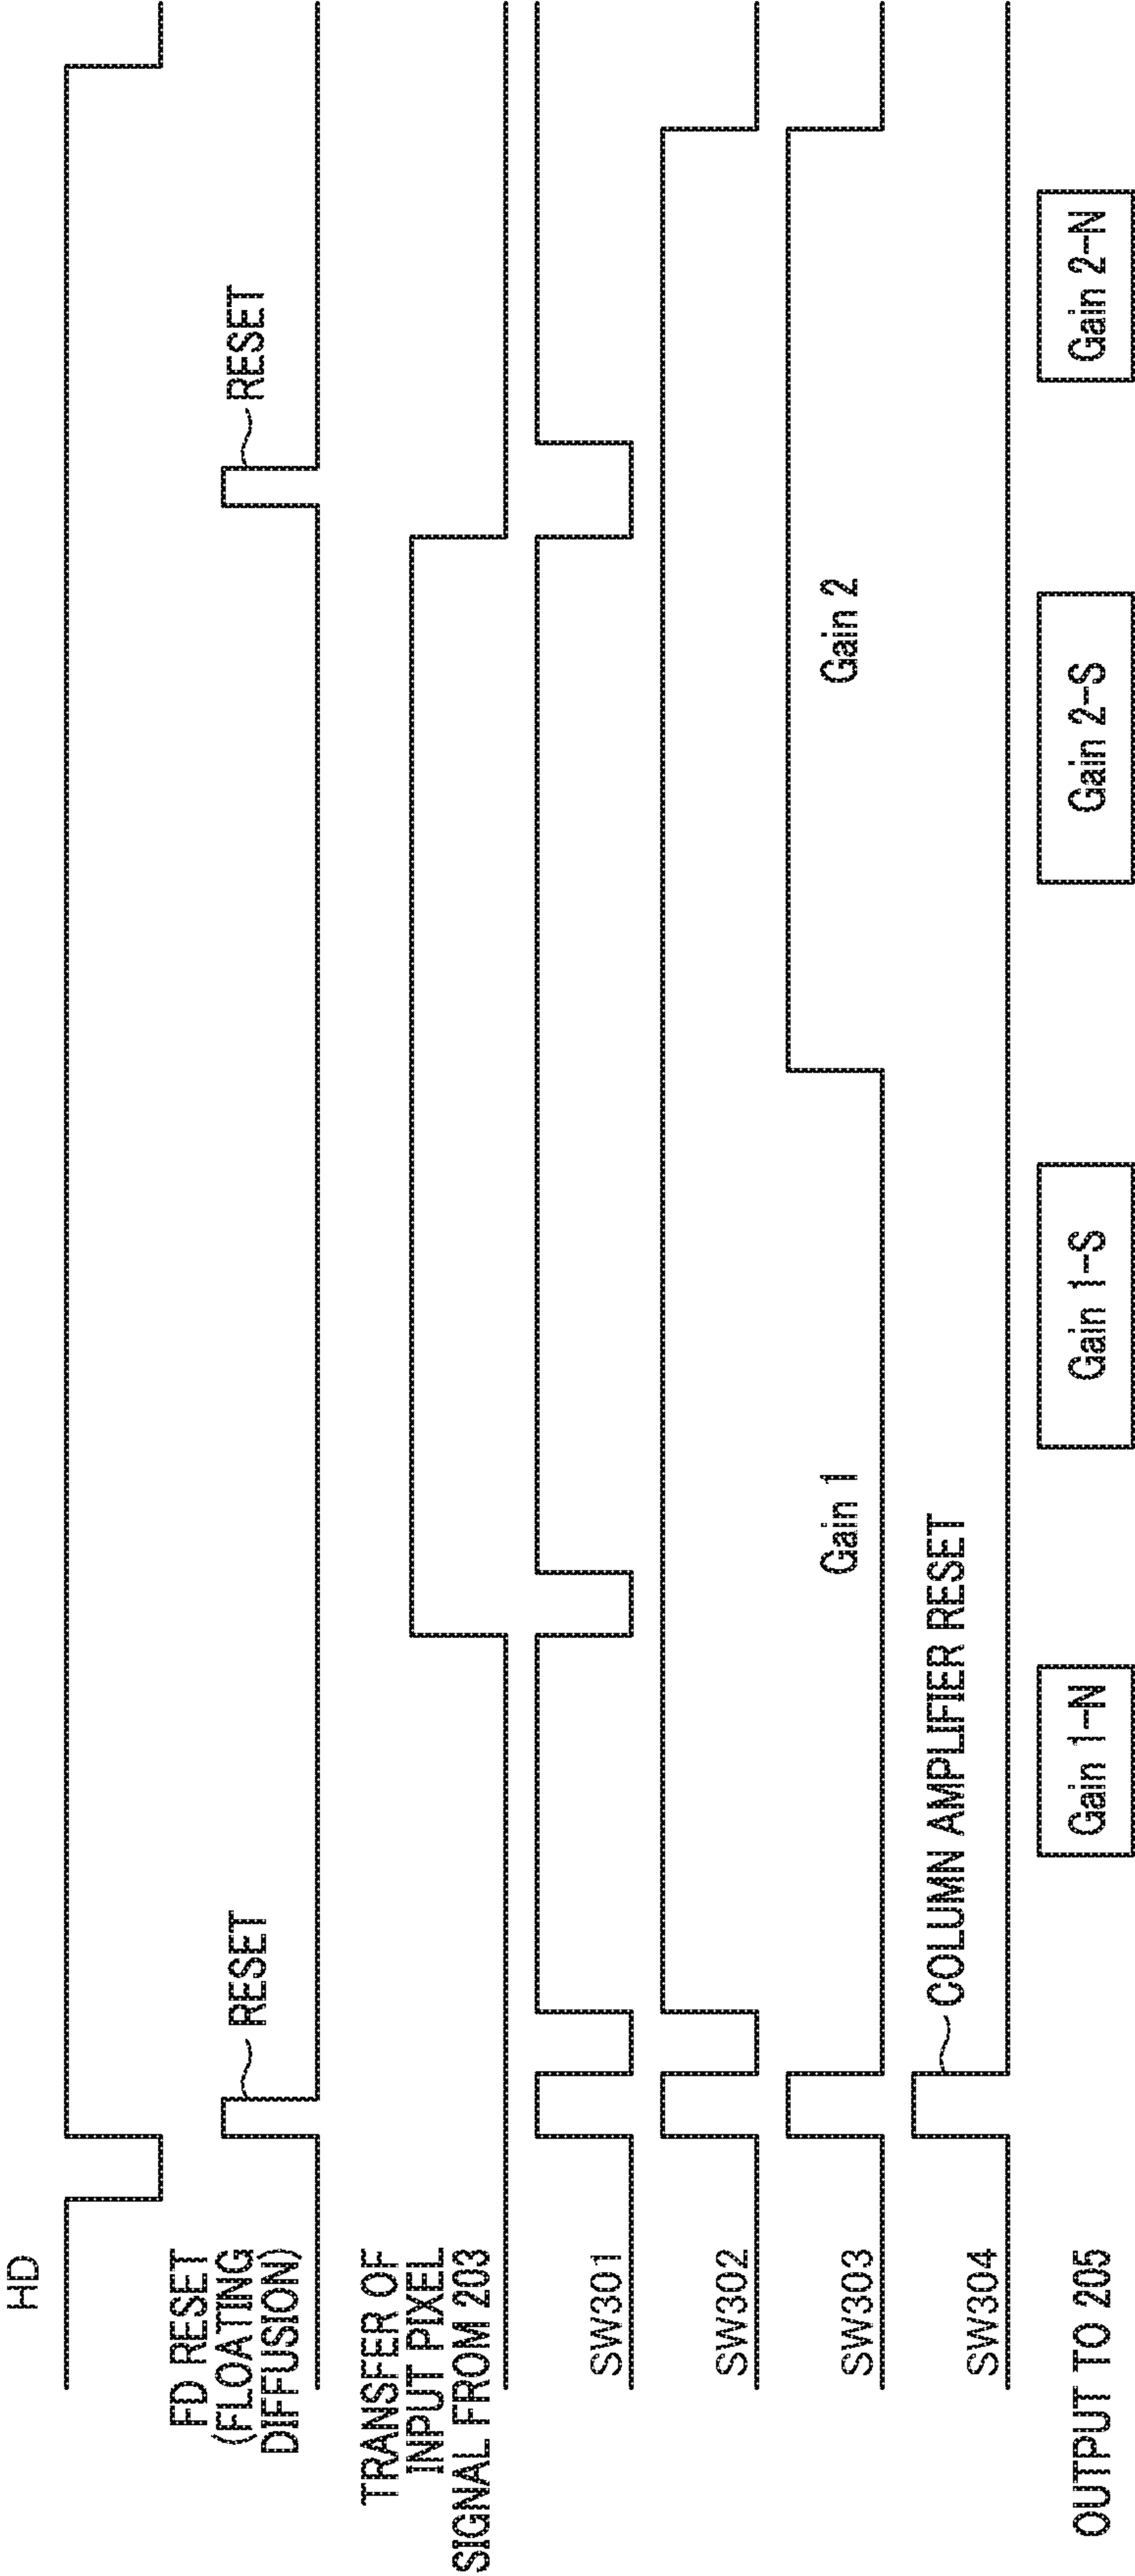 HD
FD RESET
(FLOATING
DIFFUSION)
RESET
RESET
TRANSFER OF
INPUT PIXEL
SIGNAL FROM 203
SW301
SW302
SW303
Gain 1
Gain 2
SW304
COLUMN AMPLIFIER RESET
OUTPUT TO 205
Gain 1-N
Gain 1-S
Gain 2-S
Gain 2-N